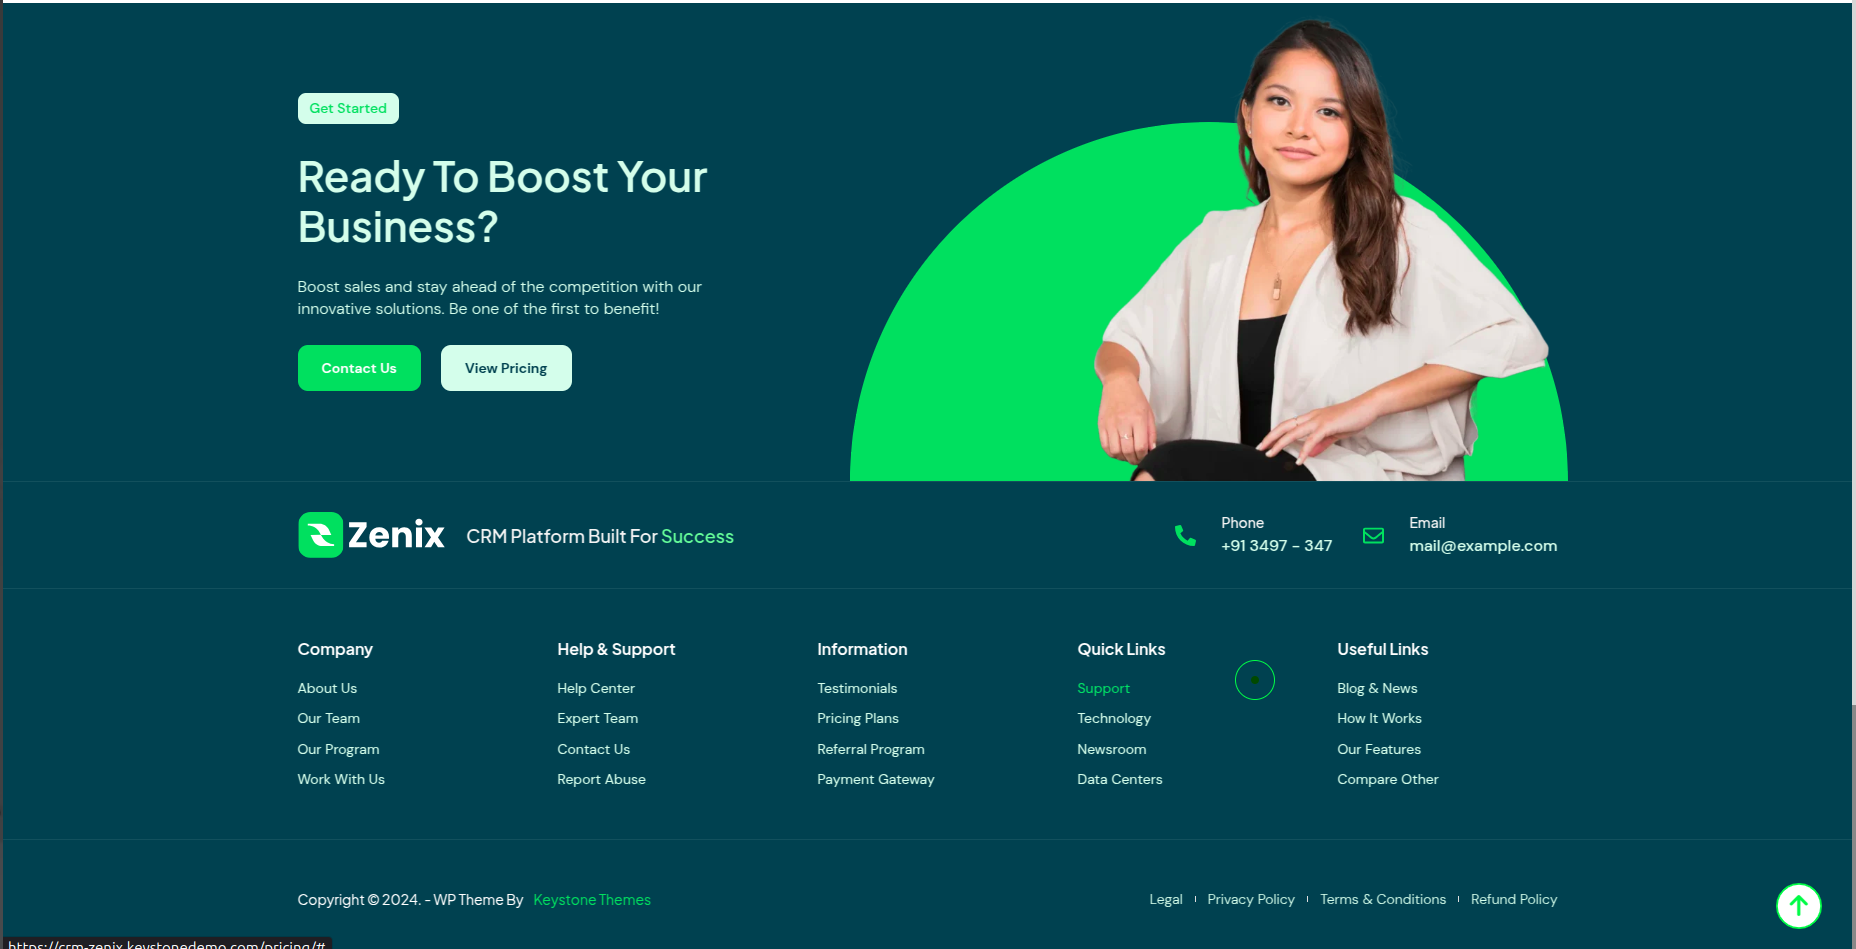 Get Started
Ready To Boost Your
Business?
Boost sales and stay ahead of the competition with our
innovative solutions. Be one of the first to benefit!
Contact Us
View Pricing
Zenix
CRM Platform Built For Success
Phone
+91 3497 - 347
Email
mail@example.com
Company
About Us
Our Team
Our Program
Work With Us
Help & Support
Help Center
Expert Team
Contact Us
Report Abuse
Information
Testimonials
Pricing Plans
Referral Program
Payment Gateway
Quick Links
Support
Technology
Newsroom
Data Centers
Useful Links
Blog & News
How It Works
Our Features
Compare Other
Copyright © 2024. - WP Theme By Keystone Themes
Legal
Privacy Policy
Terms & Conditions
Refund Policy
https://crm-zenix.keystonedemo.com/pricing/#